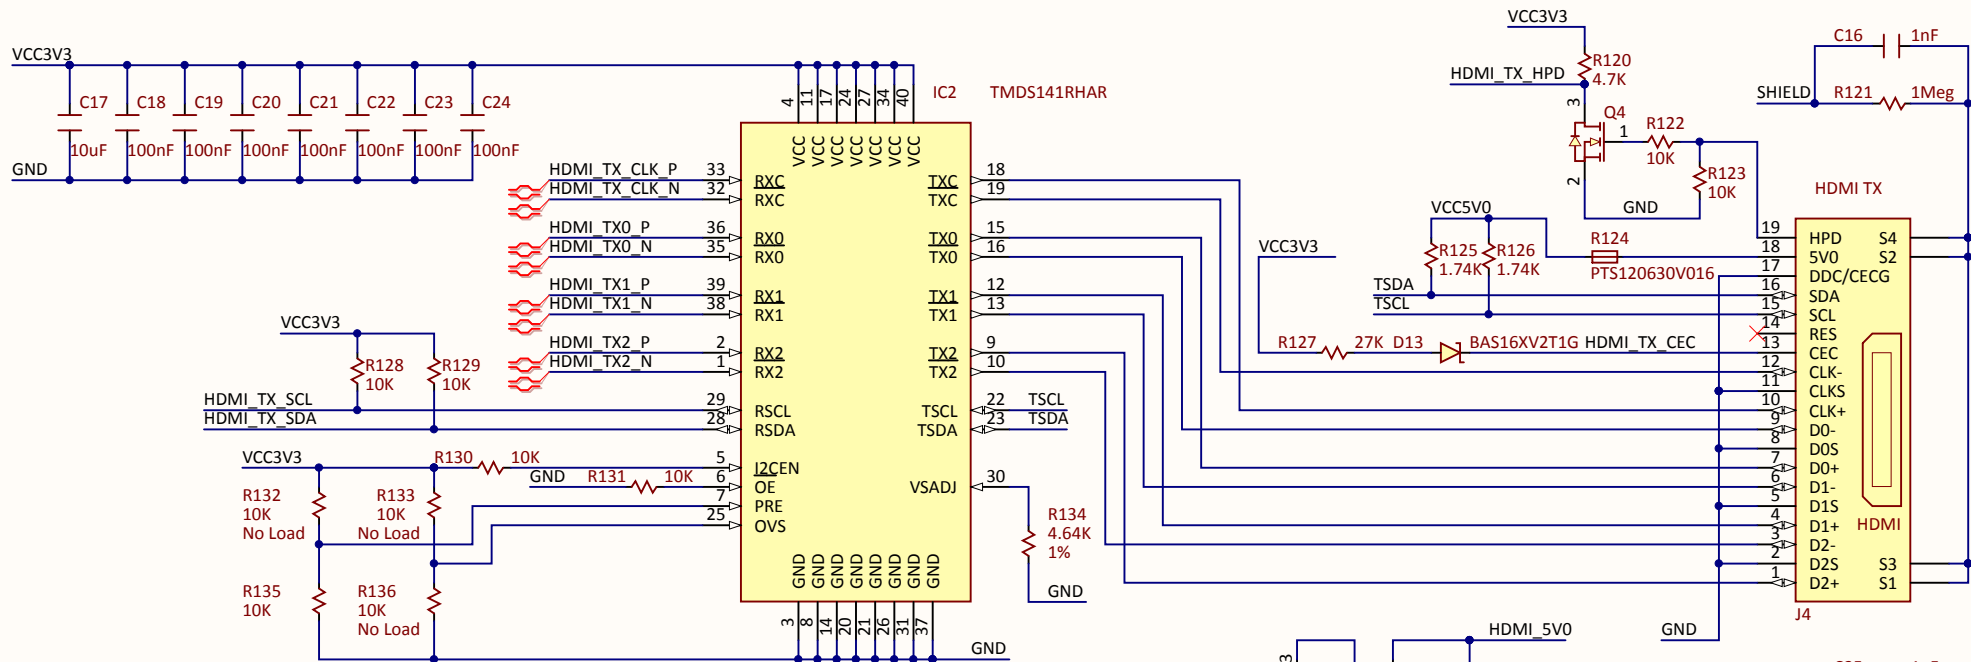 VCC3V3
C17 C18 C19 C20 C21 C22 C23 C24
10uF 100nF 100nF 100nF 100nF 100nF 100nF 100nF
GND
IC2 TMDS141RHAR
4 11 17 24 27 34 40
VCC VCC VCC VCC VCC VCC VCC
HDMI_TX_CLK_P 33 RXC TXC 18
HDMI_TX_CLK_N 32 RXC TXC 19
HDMI_TX0_P 36 RX0 TX0 15
HDMI_TX0_N 35 RX0 TX0 16
HDMI_TX1_P 39 RX1 TX1 12
HDMI_TX1_N 38 RX1 TX1 13
HDMI_TX2_P 2 RX2 TX2 9
HDMI_TX2_N 1 RX2 TX2 10
VCC3V3
R128 10K
R129 10K
HDMI_TX_SCL 29 RSCL TSCL 22 TSCL
HDMI_TX_SDA 28 RSDA TSDA 23 TSDA
VCC3V3 R130 10K 5 I2CEN
GND R131 10K 6 OE VSADJ 30
7 PRE
25 OVS
R132
10K
No Load
R133
10K
No Load
R135
10K
R136
10K
No Load
R134
4.64K
1%
GND
GND GND GND GND GND GND GND GND
3 8 14 20 21 26 31 37
GND
VCC3V3
R120
4.7K
HDMI_TX_HPD
3
Q4
1
2
R122
10K
R123
10K
GND
C16 1nF
SHIELD R121 1Meg
HDMI TX
VCC5V0
R125
1.74K
R126
1.74K
R124
PTS120630V016
VCC3V3
TSDA
TSCL
R127 27K D13 BAS16XV2T1G HDMI_TX_CEC
19 HPD S4
18 5V0 S2
17 DDC/CECG
16 SDA
15 SCL
14 RES
13 CEC
12 CLK-
11 CLKS
10 CLK+
9 D0-
8 D0S
7 D0+
6 D1-
5 D1S
4 D1+
3 D2-
2 D2S S3
1 D2+ S1
HDMI
J4
GND
HDMI_5V0
3